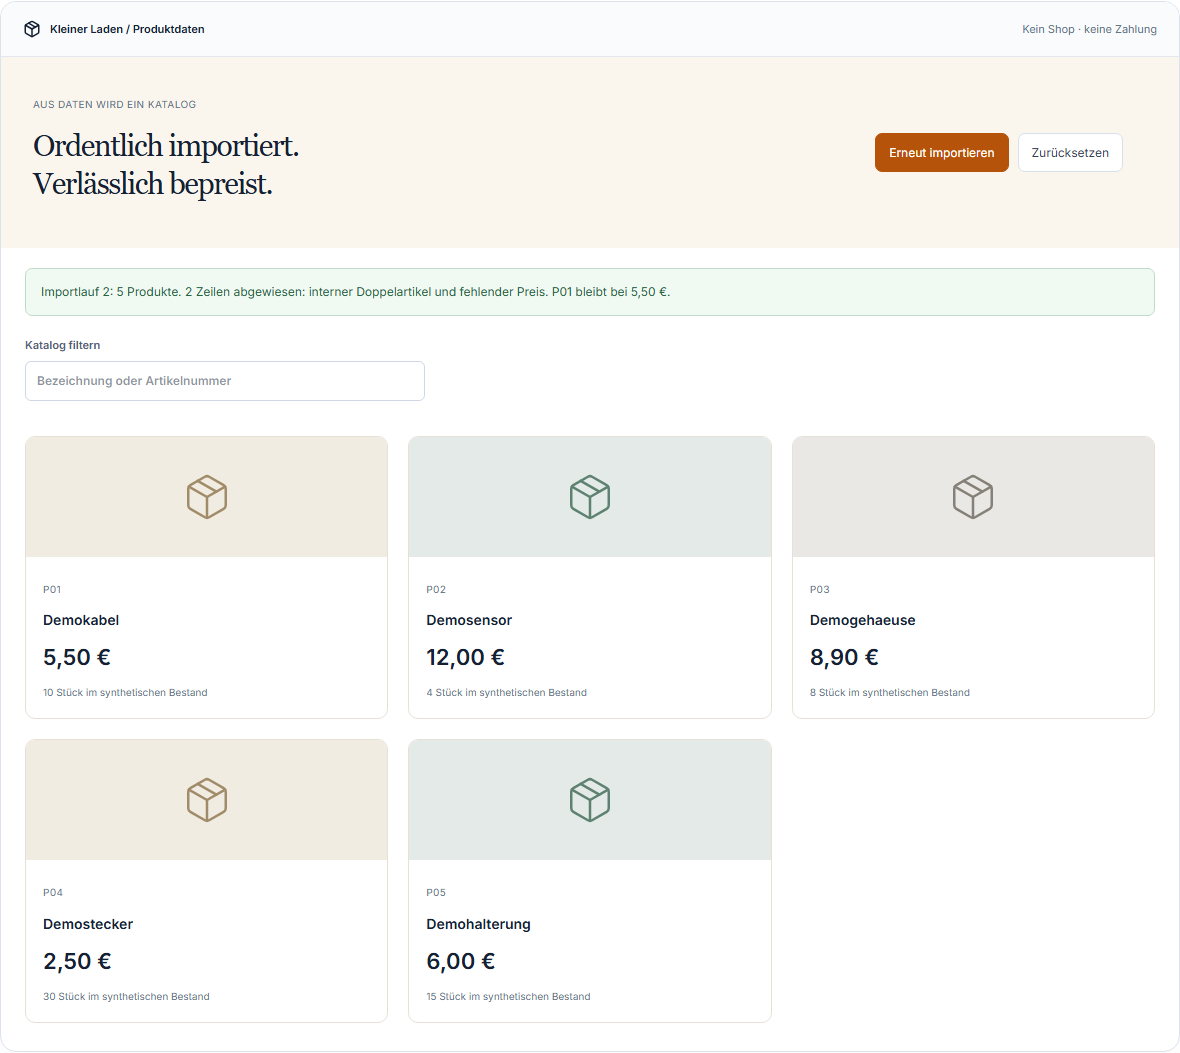 Kleiner Laden / Produktdaten
Kein Shop · keine Zahlung
AUS DATEN WIRD EIN KATALOG
Ordentlich importiert.
Verlässlich bepreist.
Erneut importieren
Zurücksetzen
Importlauf 2: 5 Produkte. 2 Zeilen abgewiesen: interner Doppelartikel und fehlender Preis. P01 bleibt bei 5,50 €.
Katalog filtern
Bezeichnung oder Artikelnummer
P01
Demokabel
5,50 €
10 Stück im synthetischen Bestand
P02
Demosensor
12,00 €
4 Stück im synthetischen Bestand
P03
Demogehaeuse
8,90 €
8 Stück im synthetischen Bestand
P04
Demostecker
2,50 €
30 Stück im synthetischen Bestand
P05
Demohalterung
6,00 €
15 Stück im synthetischen Bestand